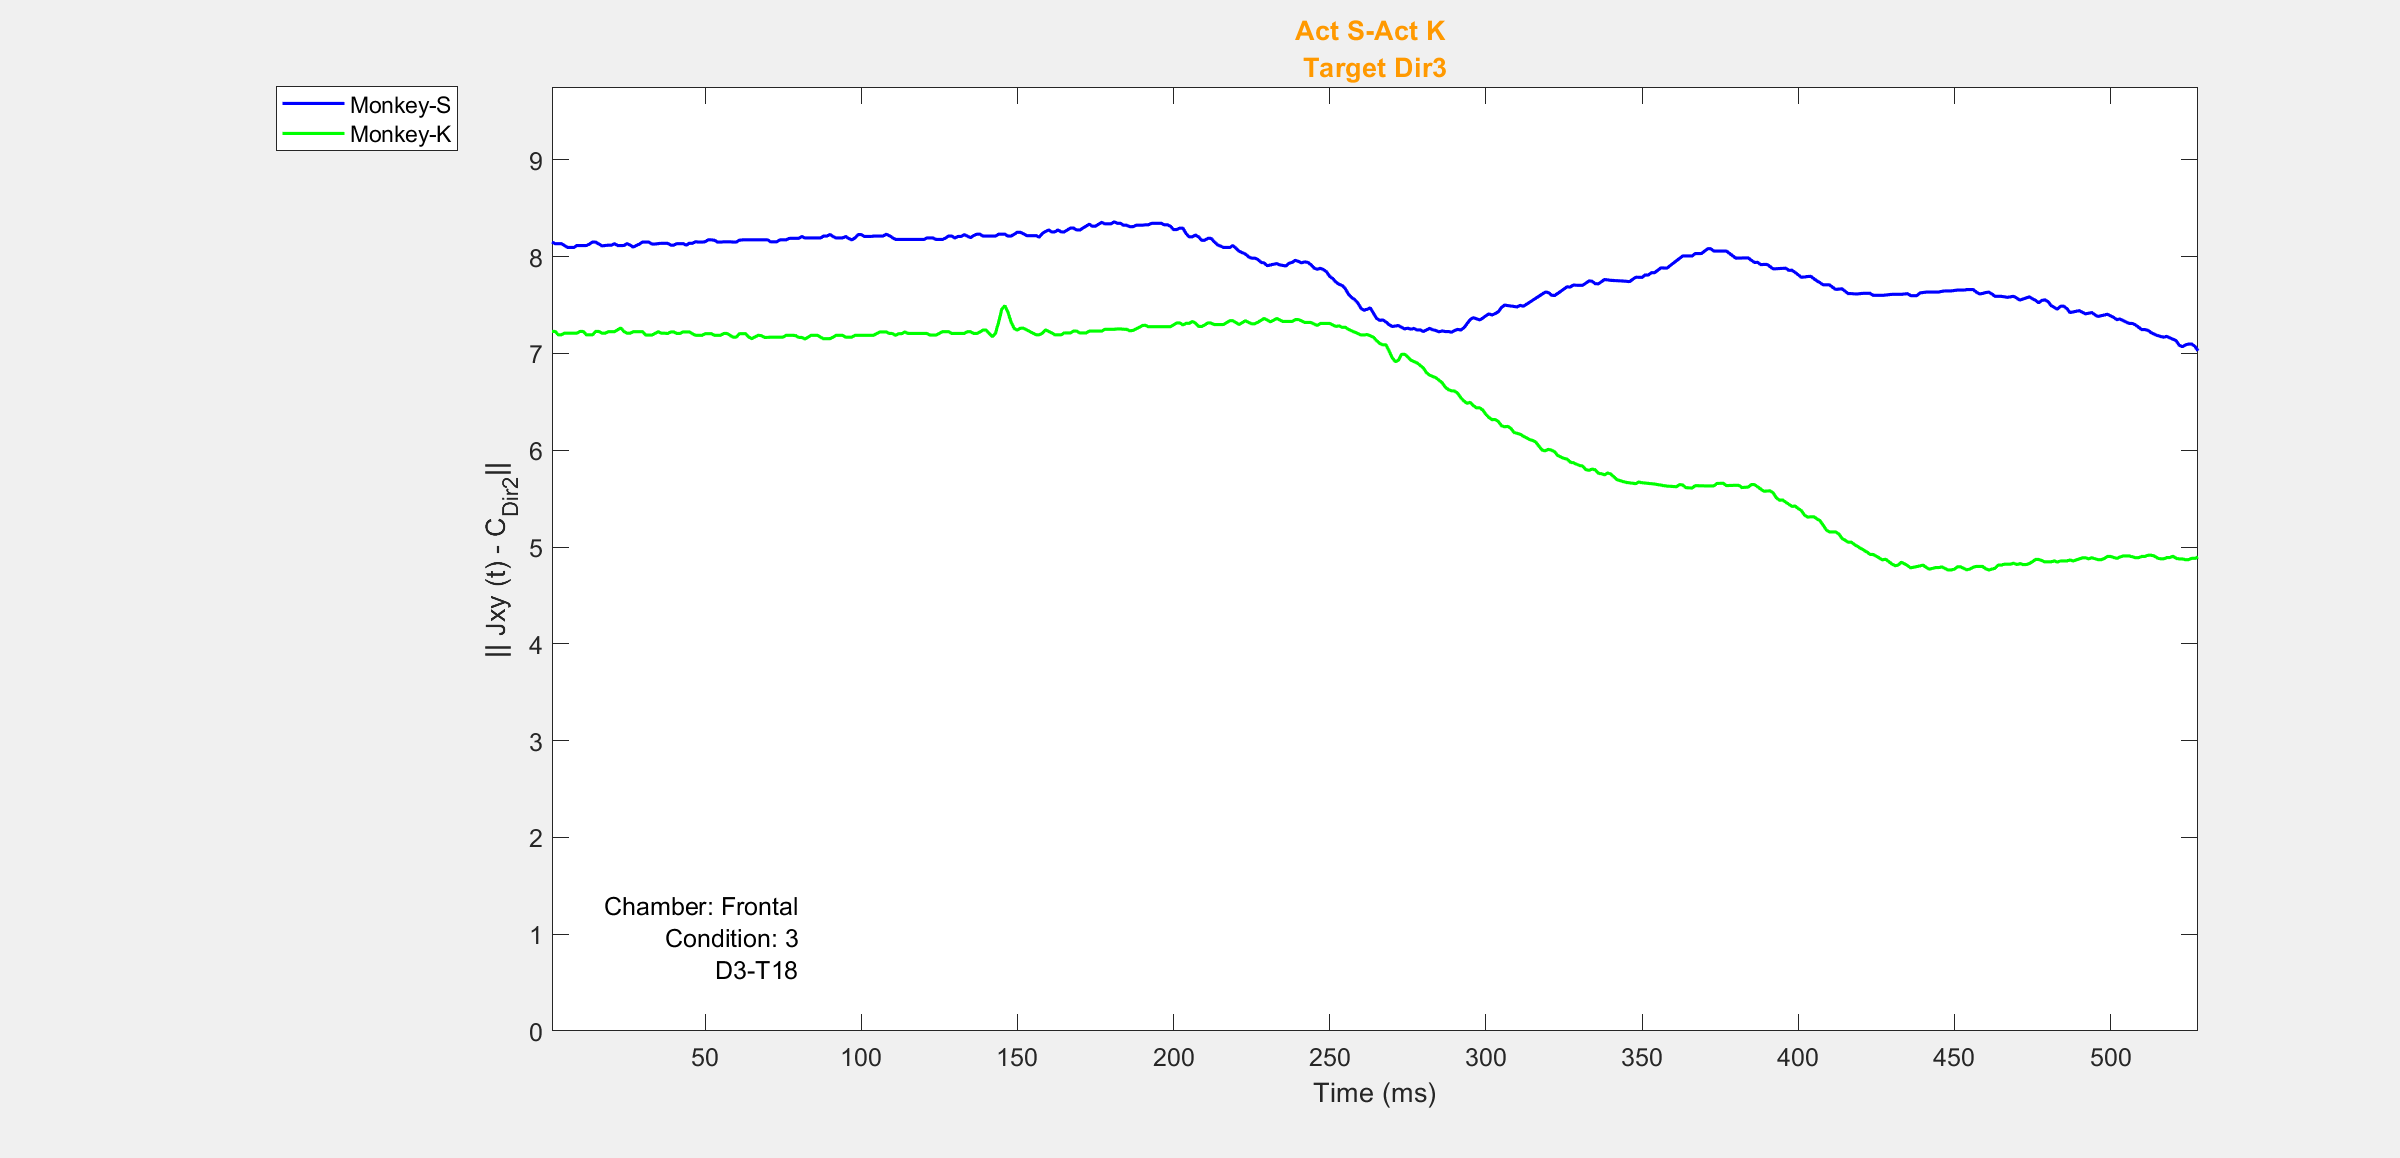 Act S-Act K
Target Dir3
Monkey-S
Monkey-K
9
8
7
6
5
4
3
2
1
0
|| Jxy (t) - C_Dir2||
Chamber: Frontal
Condition: 3
D3-T18
50 100 150 200 250 300 350 400 450 500
Time (ms)